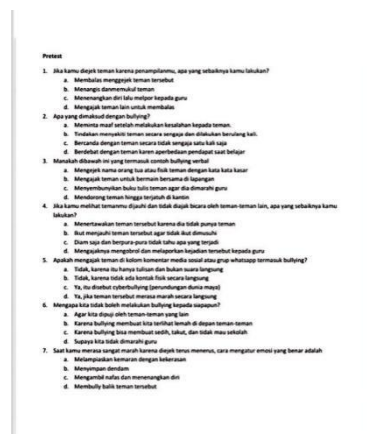 Pretest
1. Jika kamu diejek teman karena penampilanmu, apa yang sebaiknya kamu lakukan?
a. Membalas menggejek teman tersebut
b. Menangis danmemukul teman
c. Menenangkan diri lalu melpor kepada guru
d. Mengajak teman lain untuk membalas
2. Apa yang dimaksud dengan bullying?
a. Meminta maaf setelah melakukan kesalahan kepada teman.
b. Tindakan menyakiti teman secara sengaja dan dilakukan berulang kali.
c. Bercanda dengan teman secara tidak sengaja satu kali saja
d. Berdebat dengan teman karen aperbedaan pendapat saat belajar
3. Manakah dibawah ini yang termasuk contoh bullying verbal
a. Mengejek nama orang tua atau fisik teman dengan kata kata kasar
b. Mengajak teman untuk bermain bersama di lapangan
c. Menyembunyikan buku tulis teman agar dia dimarahi guru
d. Mendorong teman hingga terjatuh di kantin
4. Jika kamu melihat temanmu dijauhi dan tidak diajak bicara oleh teman-teman lain, apa yang sebaiknya kamu
lakukan?
a. Menertawakan teman tersebut karena dia tidak punya teman
b. Ikut menjauhi teman tersebut agar tidak ikut dimusuhi
c. Diam saja dan berpura-pura tidak tahu apa yang terjadi
d. Mengajaknya mengobrol dan melaporkan kejadian tersebut kepada guru
5. Apakah mengejak teman di kolom komentar media sosial atau grup whatsapp termasuk bullying?
a. Tidak, karena itu hanya tulisan dan bukan suara langsung
b. Tidak, karena tidak ada kontak fisik secara langsung
c. Ya, itu disebut cyberbullying (perundungan dunia maya)
d. Ya, jika teman tersebut merasa marah secara langsung
6. Mengapa kita tidak boleh melakukan bullying kepada siapapun?
a. Agar kita dipuji oleh teman-teman yang lain
b. Karena bullying membuat kita terlihat lemah di depan teman-teman
c. Karena bullying bisa membuat sedih, takut, dan tidak mau sekolah
d. Supaya kita tidak dimarahi guru
7. Saat kamu merasa sangat marah karena diejek terus menerus, cara mengatur emosi yang benar adalah
a. Melampiaskan kemaran dengan kekerasan
b. Menyimpan dendam
c. Mengambil nafas dan menenangkan diri
d. Membully balik teman tersebut